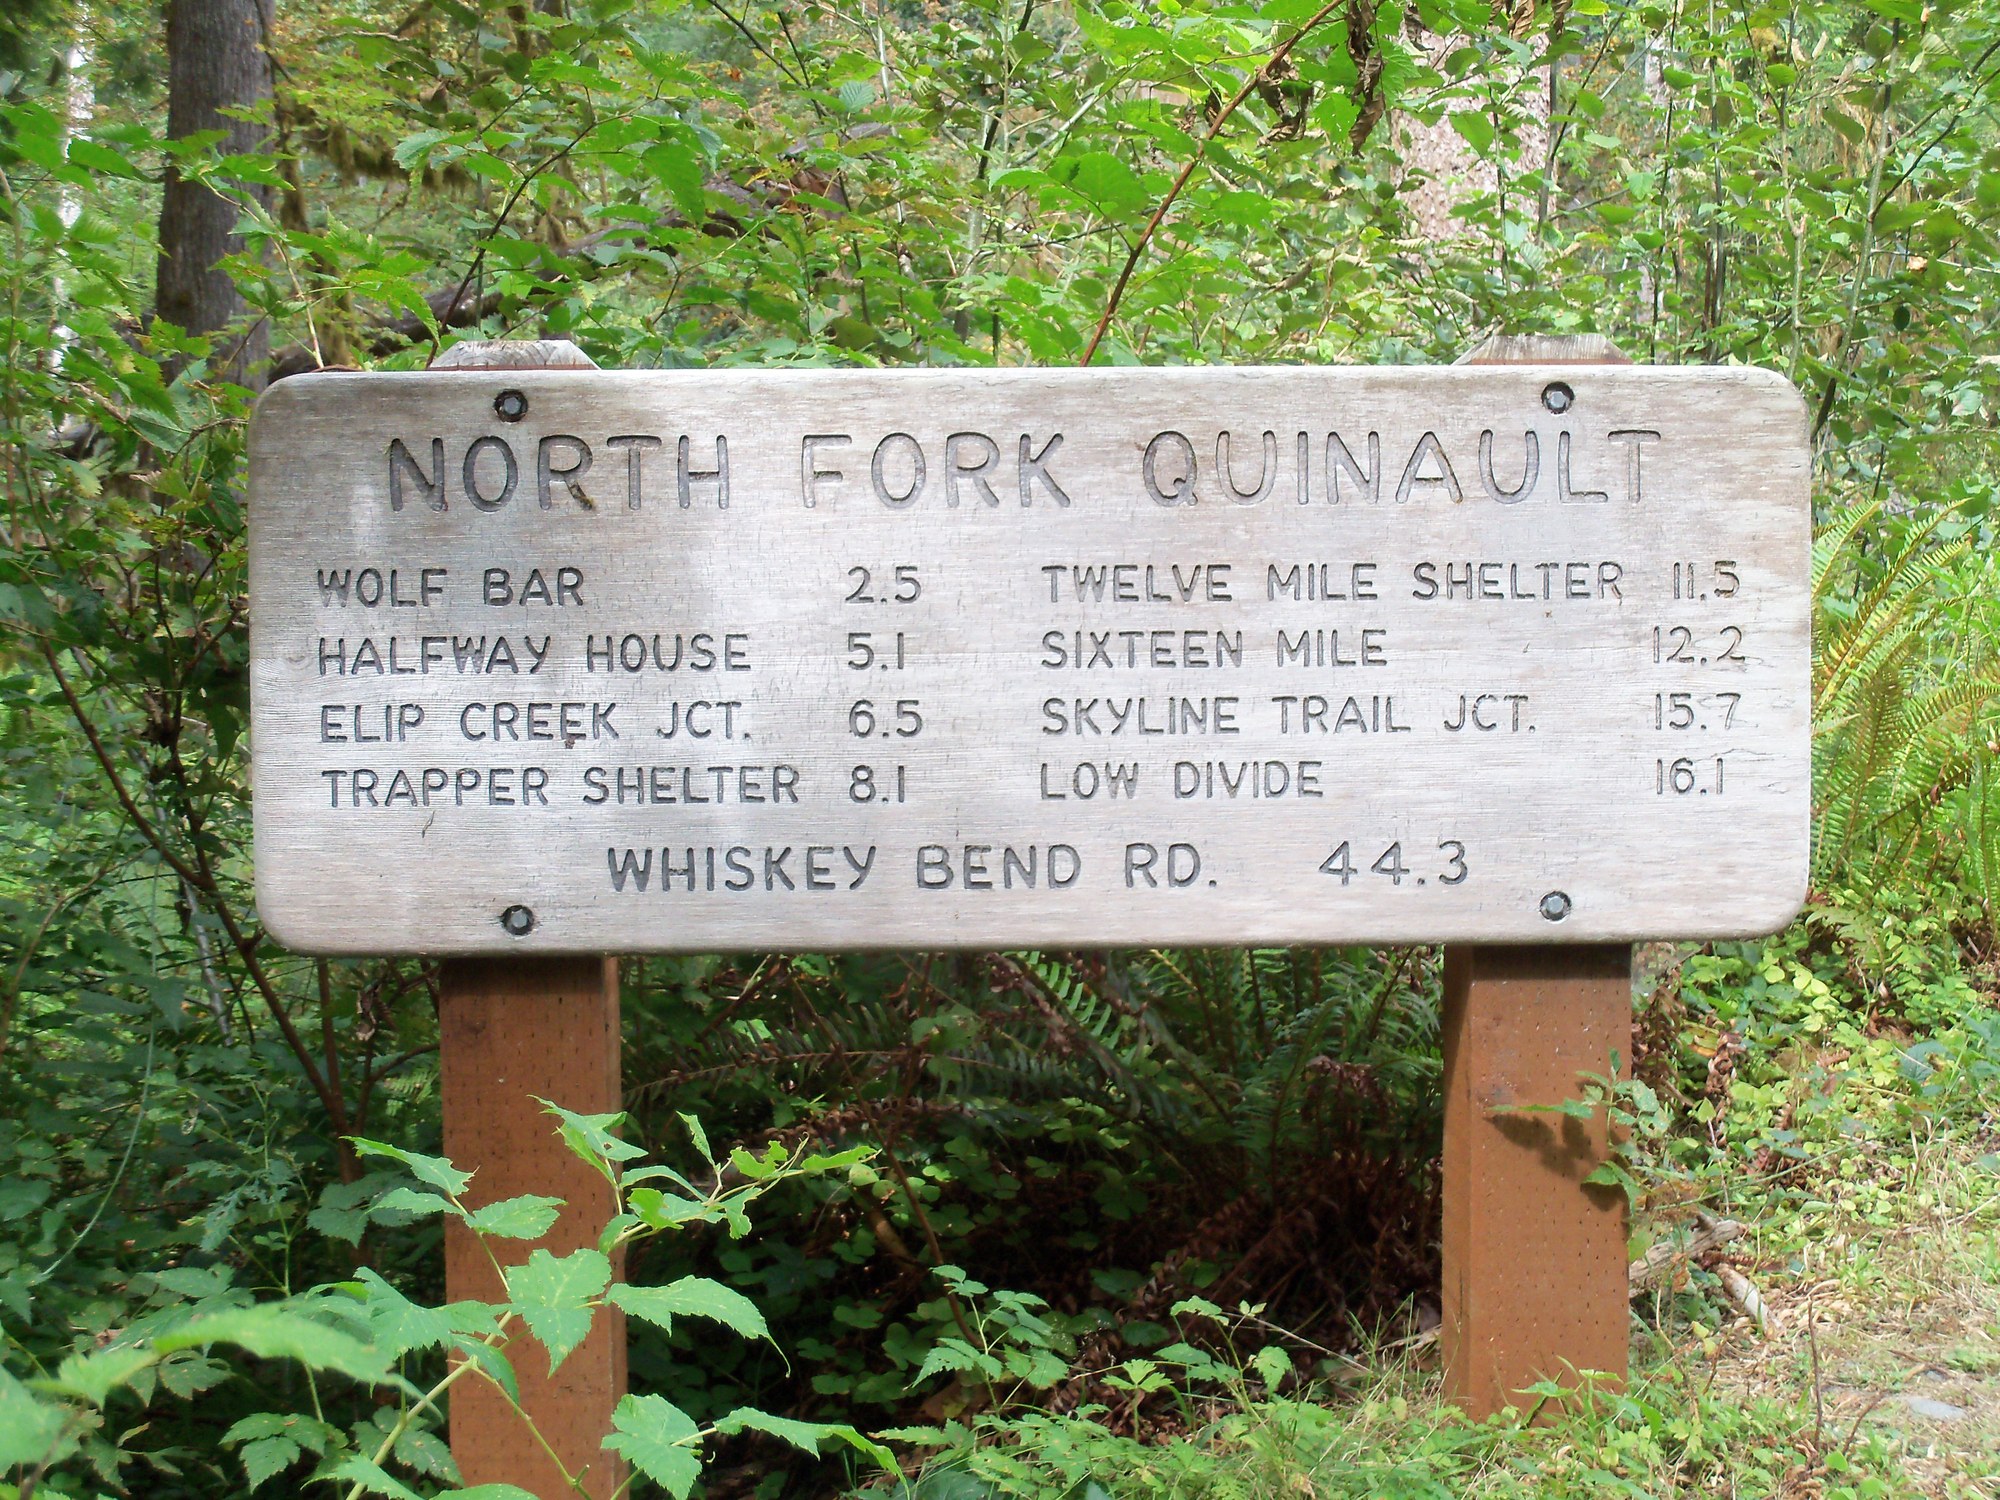 NORTH FORK QUINAULT
WOLF BAR 2.5
HALFWAY HOUSE 5.1
ELIP CREEK JCT. 6.5
TRAPPER SHELTER 8.1
TWELVE MILE SHELTER 11.5
SIXTEEN MILE 12.2
SKYLINE TRAIL JCT. 15.7
LOW DIVIDE 16.1
WHISKEY BEND RD. 44.3